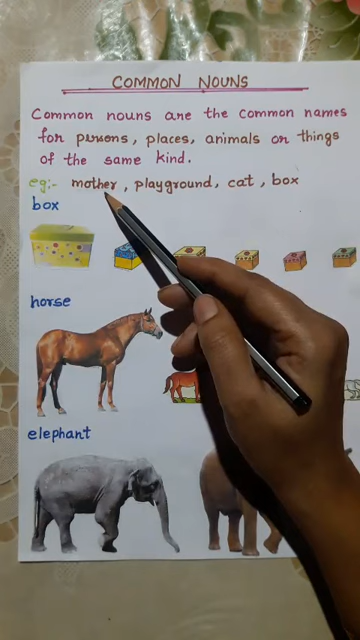 COMMON NOUNS
Common nouns are the common names
for persons, places, animals or things
of the same kind.
eg:- mother, playground, cat, box
box
horse
elephant